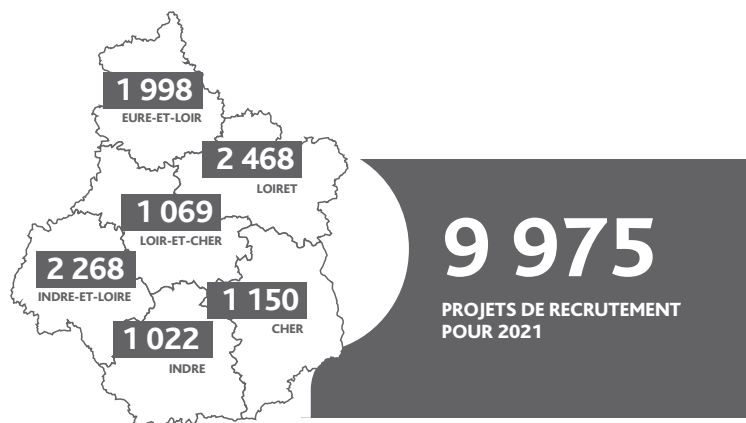 1 998
EURE-ET-LOIR
2 468
LOIRET
1 069
LOIR-ET-CHER
2 268
INDRE-ET-LOIRE
1 150
CHER
1 022
INDRE
9 975
PROJETS DE RECRUTEMENT
POUR 2021